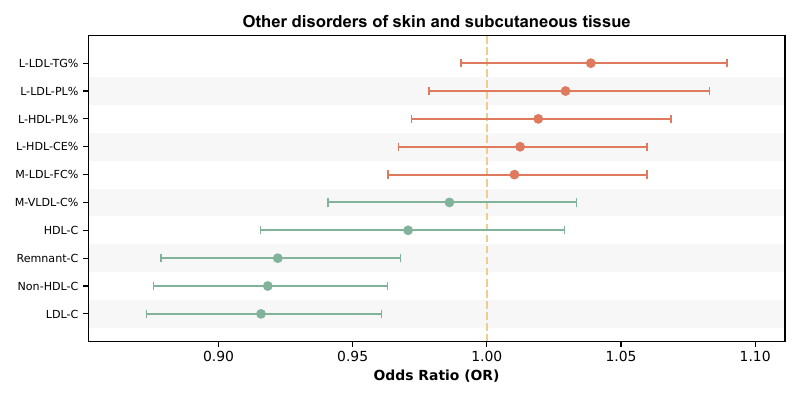 Other disorders of skin and subcutaneous tissue
L-LDL-TG%
L-LDL-PL%
L-HDL-PL%
L-HDL-CE%
M-LDL-FC%
M-VLDL-C%
HDL-C
Remnant-C
Non-HDL-C
LDL-C
0.90 0.95 1.00 1.05 1.10
Odds Ratio (OR)